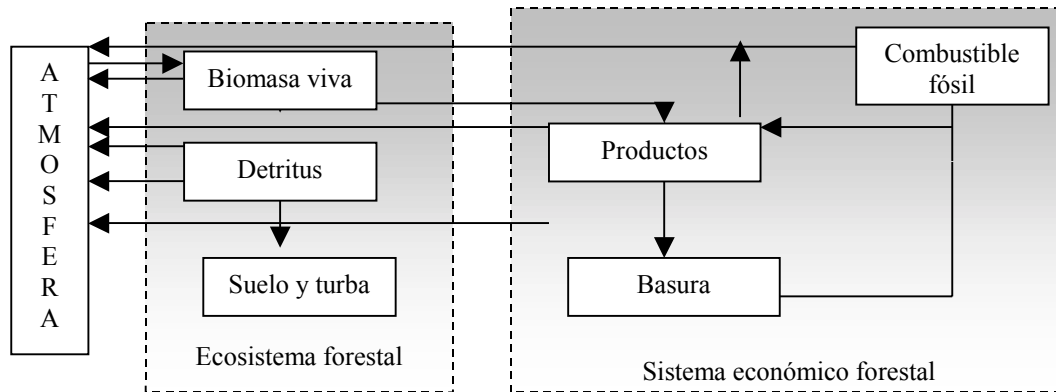 A
T
M
O
S
F
E
R
A
Biomasa viva
Detritus
Suelo y turba
Ecosistema forestal
Combustible
fósil
Productos
Basura
Sistema económico forestal